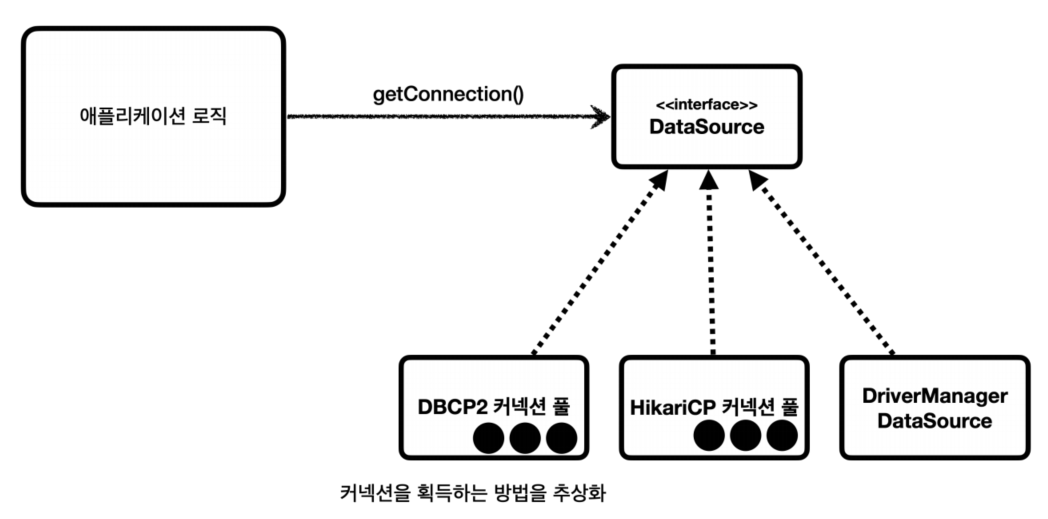 애플리케이션 로직
getConnection()
<<interface>>
DataSource
DBCP2 커넥션 풀
HikariCP 커넥션 풀
DriverManager
DataSource
커넥션을 획득하는 방법을 추상화